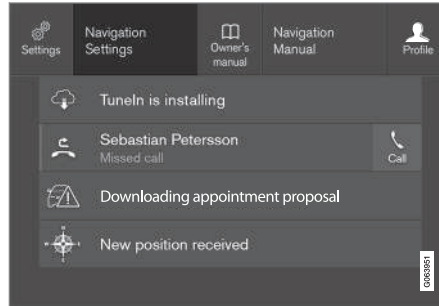 Settings
Navigation
Settings
Owner's
manual
Navigation
Manual
Profile
TuneIn is installing
Sebastian Petersson
Missed call
Call
Downloading appointment proposal
New position received
G063951